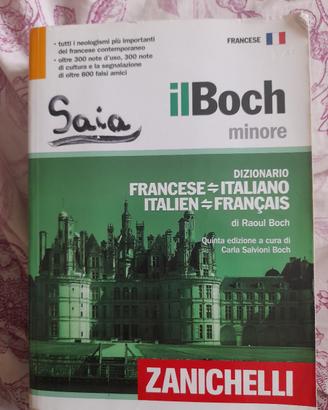 • tutti i neologismi più importanti
del francese contemporaneo
• oltre 300 note d'uso, 300 note
di cultura e la segnalazione
di oltre 800 falsi amici
FRANCESE
Saia
ilBoch
minore
DIZIONARIO
FRANCESE⇋ITALIANO
ITALIEN⇋FRANÇAIS
di Raoul Boch
Quinta edizione a cura di
Carla Salvioni Boch
ZANICHELLI